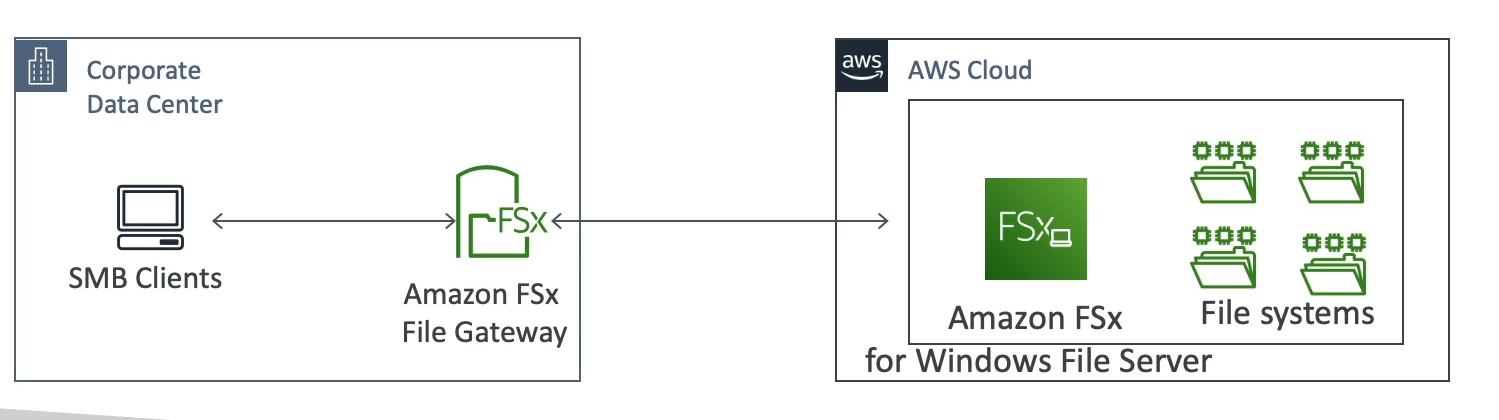 Corporate
Data Center
SMB Clients
FSx
Amazon FSx
File Gateway
aws
AWS Cloud
FSx
Amazon FSx
for Windows File Server
File systems